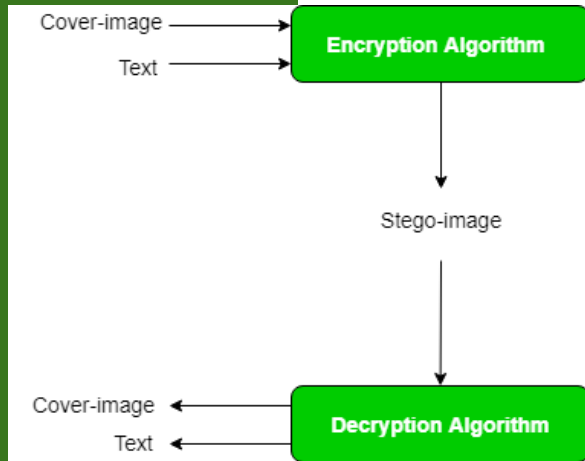 Cover-image
Encryption Algorithm
Text
Stego-image
Cover-image
Decryption Algorithm
Text